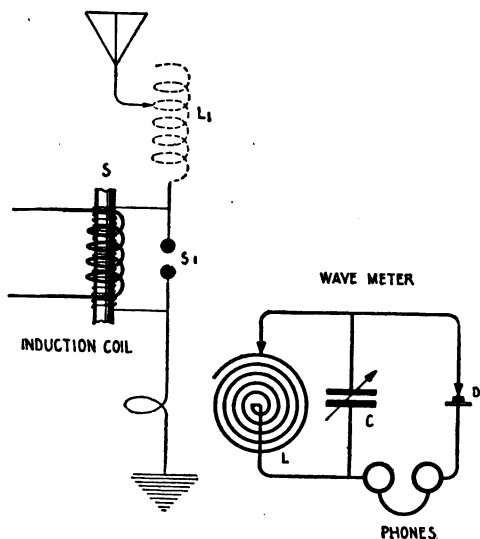 L1
S
S1
WAVE METER
INDUCTION COIL
D
C
L
PHONES.